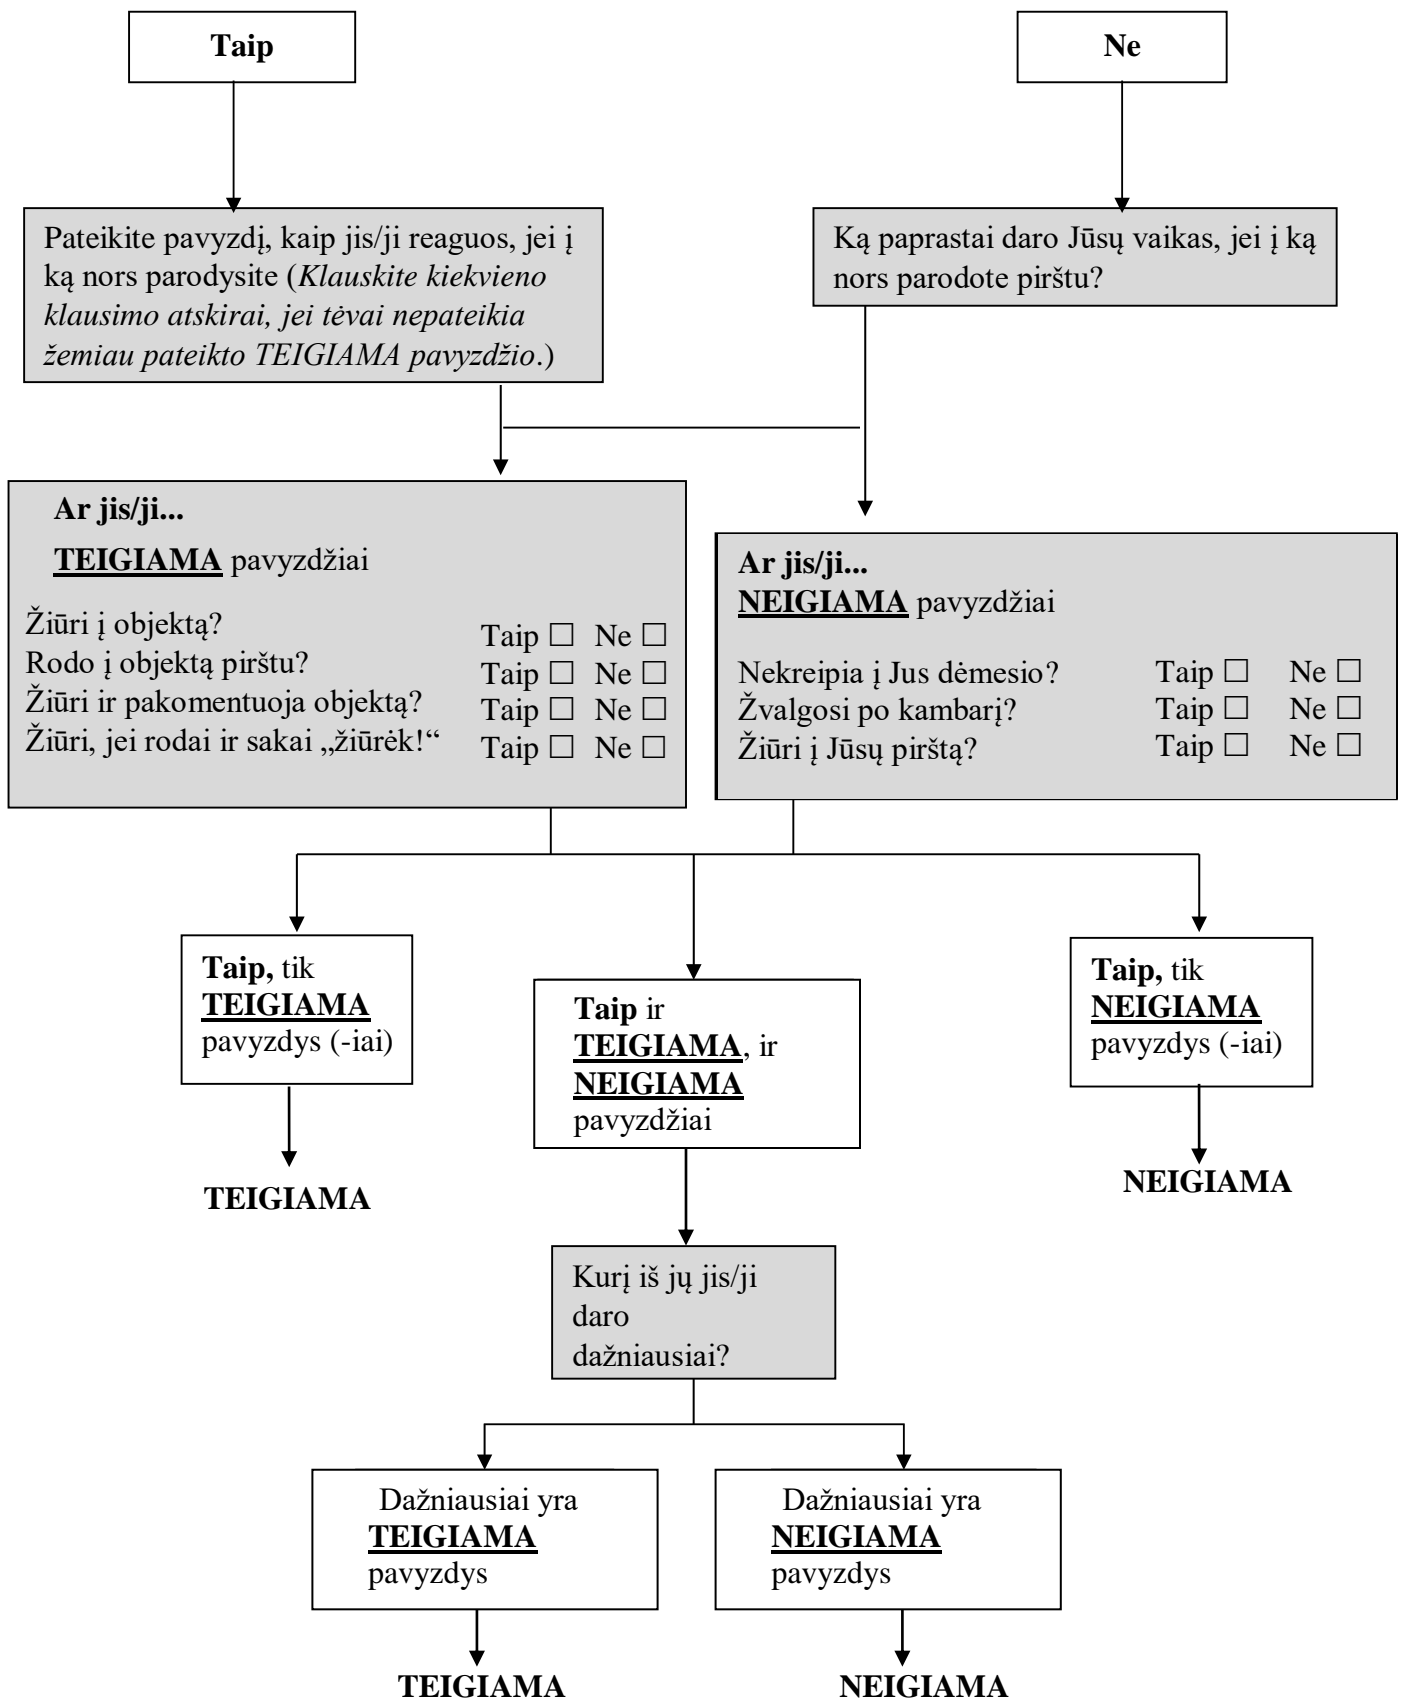 Taip
Ne
Pateikite pavyzdį, kaip jis/ji reaguos, jei į
ką nors parodysite (Klauskite kiekvieno
klausimo atskirai, jei tėvai nepateikia
žemiau pateikto TEIGIAMA pavyzdžio.)
Ką paprastai daro Jūsų vaikas, jei į ką
nors parodote pirštu?
Ar jis/ji...
TEIGIAMA pavyzdžiai
Žiūri į objektą? Taip ☐ Ne ☐
Rodo į objektą pirštu? Taip ☐ Ne ☐
Žiūri ir pakomentuoja objektą? Taip ☐ Ne ☐
Žiūri, jei rodai ir sakai „žiūrėk!“ Taip ☐ Ne ☐
Ar jis/ji...
NEIGIAMA pavyzdžiai
Nekreipia į Jus dėmesio? Taip ☐ Ne ☐
Žvalgosi po kambarį? Taip ☐ Ne ☐
Žiūri į Jūsų pirštą? Taip ☐ Ne ☐
Taip, tik
TEIGIAMA
pavyzdys (-iai)
Taip ir
TEIGIAMA, ir
NEIGIAMA
pavyzdžiai
Taip, tik
NEIGIAMA
pavyzdys (-iai)
TEIGIAMA
NEIGIAMA
Kurį iš jų jis/ji
daro
dažniausiai?
Dažniausiai yra
TEIGIAMA
pavyzdys
Dažniausiai yra
NEIGIAMA
pavyzdys
TEIGIAMA
NEIGIAMA